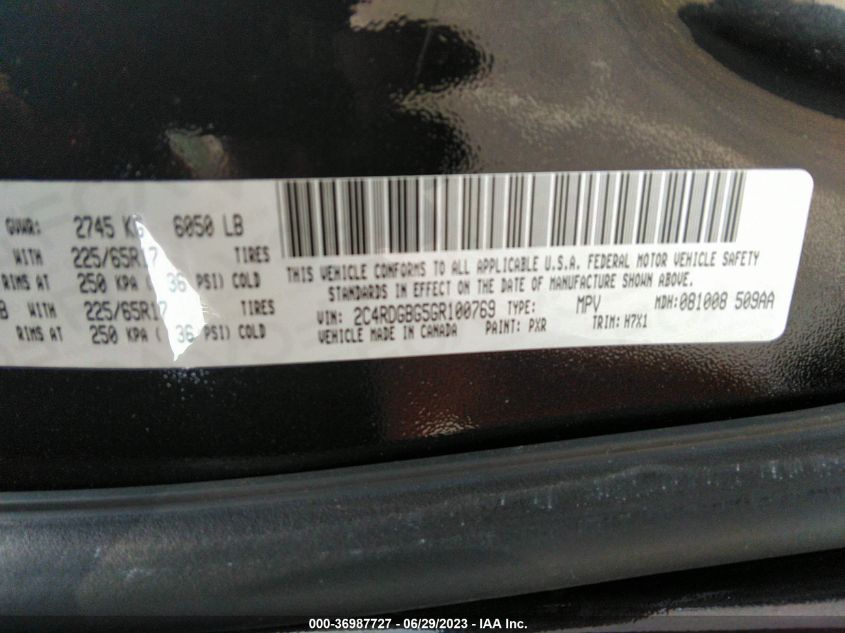 GVWR: 2745 KG 6050 LB
WITH 225/65R17 TIRES
RIMS AT 250 KPA ( 36 PSI) COLD
B WITH 225/65R17 TIRES
RIMS AT 250 KPA ( 36 PSI) COLD
THIS VEHICLE CONFORMS TO ALL APPLICABLE U.S.A. FEDERAL MOTOR VEHICLE SAFETY
STANDARDS IN EFFECT ON THE DATE OF MANUFACTURE SHOWN ABOVE.
VIN: 2C4RDGBG5GR100769 TYPE: MPV MDH:081008 509AA
VEHICLE MADE IN CANADA PAINT: PXR TRIM: H7X1
000-36987727 - 06/29/2023 - IAA Inc.